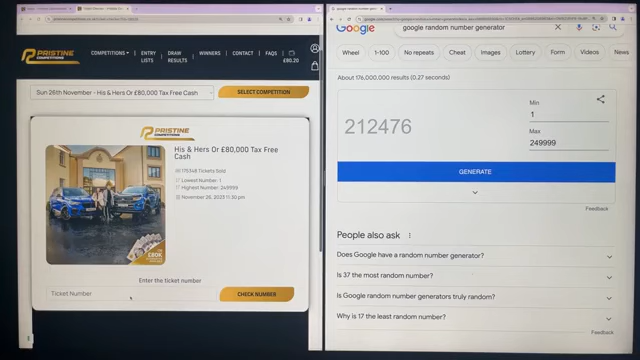 PRISTINE
COMPETITIONS
COMPETITIONS
ENTRY LISTS
DRAW RESULTS
WINNERS
CONTACT
FAQS
£80.20
Sun 26th November - His & Hers Or £80,000 Tax Free Cash
SELECT COMPETITION
PRISTINE
COMPETITIONS
His & Hers Or £80,000 Tax Free
Cash
175348 Tickets Sold
Lowest Number: 1
Highest Number: 249999
November 26, 2023 11:30 pm
£80K
Enter the ticket number
Ticket Number
CHECK NUMBER
Google
google random number generator
Wheel
1-100
No repeats
Cheat
Images
Lottery
Form
Videos
News
About 176,000,000 results (0.27 seconds)
212476
Min
1
Max
249999
GENERATE
Feedback
People also ask
Does Google have a random number generator?
Is 37 the most random number?
Is Google random number generators truly random?
Why is 17 the least random number?
Feedback